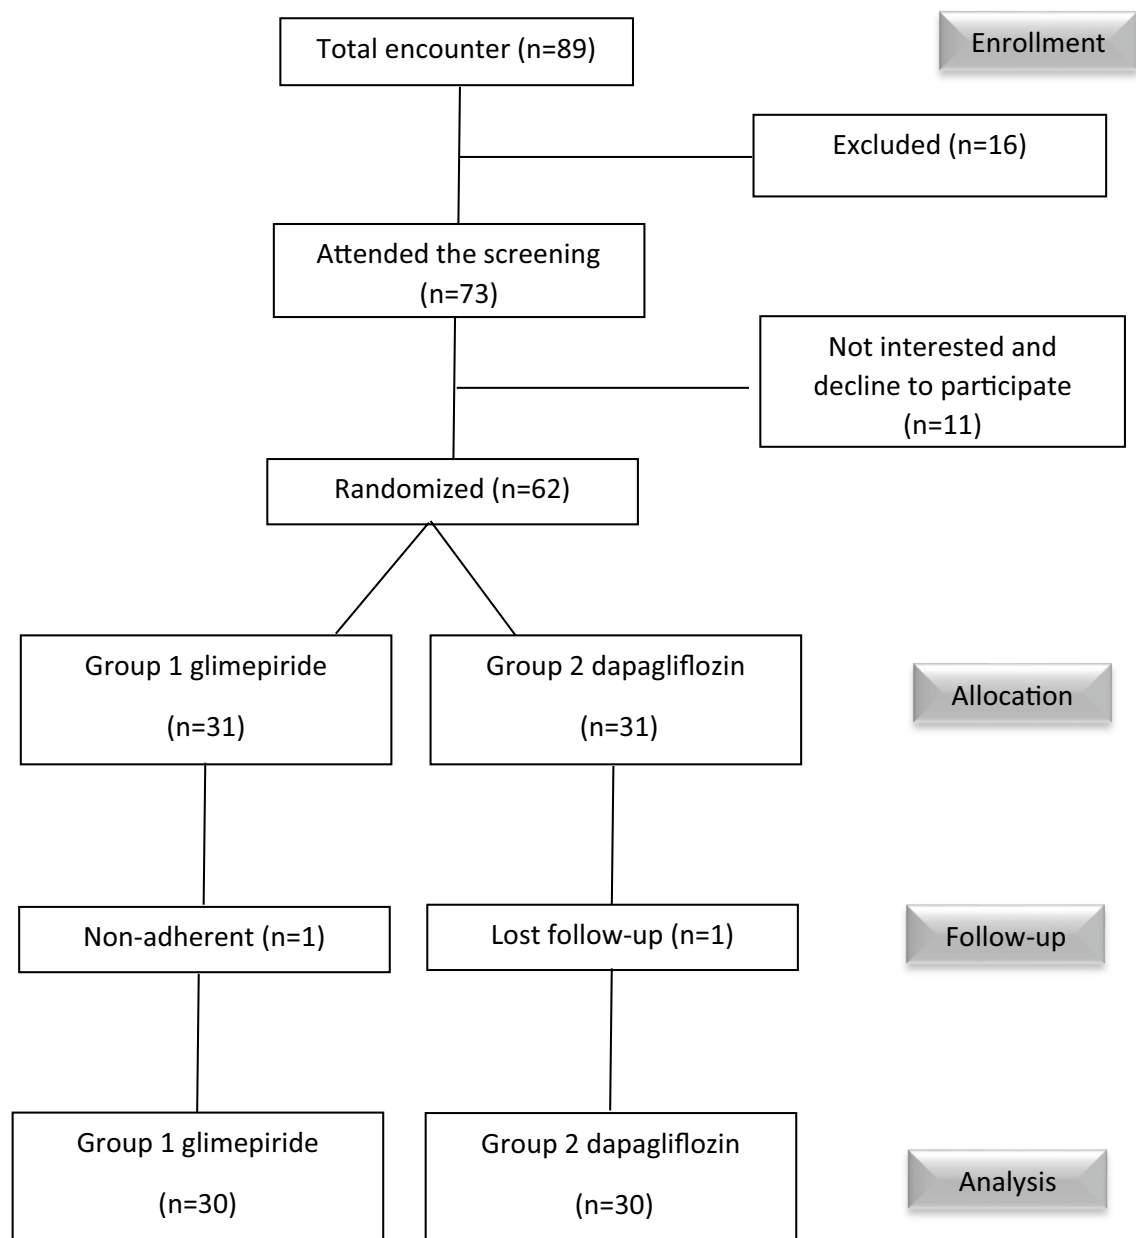 Total encounter (n=89)
Enrollment
Excluded (n=16)
Attended the screening
(n=73)
Not interested and
decline to participate
(n=11)
Randomized (n=62)
Group 1 glimepiride
(n=31)
Group 2 dapagliflozin
(n=31)
Allocation
Non-adherent (n=1)
Lost follow-up (n=1)
Follow-up
Group 1 glimepiride
(n=30)
Group 2 dapagliflozin
(n=30)
Analysis